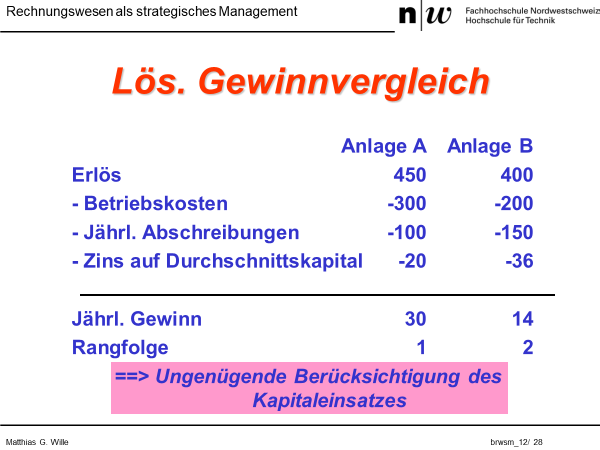 Rechnungswesen als strategisches Management
n w Fachhochschule Nordwestschweiz
Hochschule für Technik
Lös. Gewinnvergleich
Anlage A Anlage B
Erlös 450 400
- Betriebskosten -300 -200
- Jährl. Abschreibungen -100 -150
- Zins auf Durchschnittskapital -20 -36
Jährl. Gewinn 30 14
Rangfolge 1 2
==> Ungenügende Berücksichtigung des
Kapitaleinsatzes
Matthias G. Wille brwsm_12/ 28